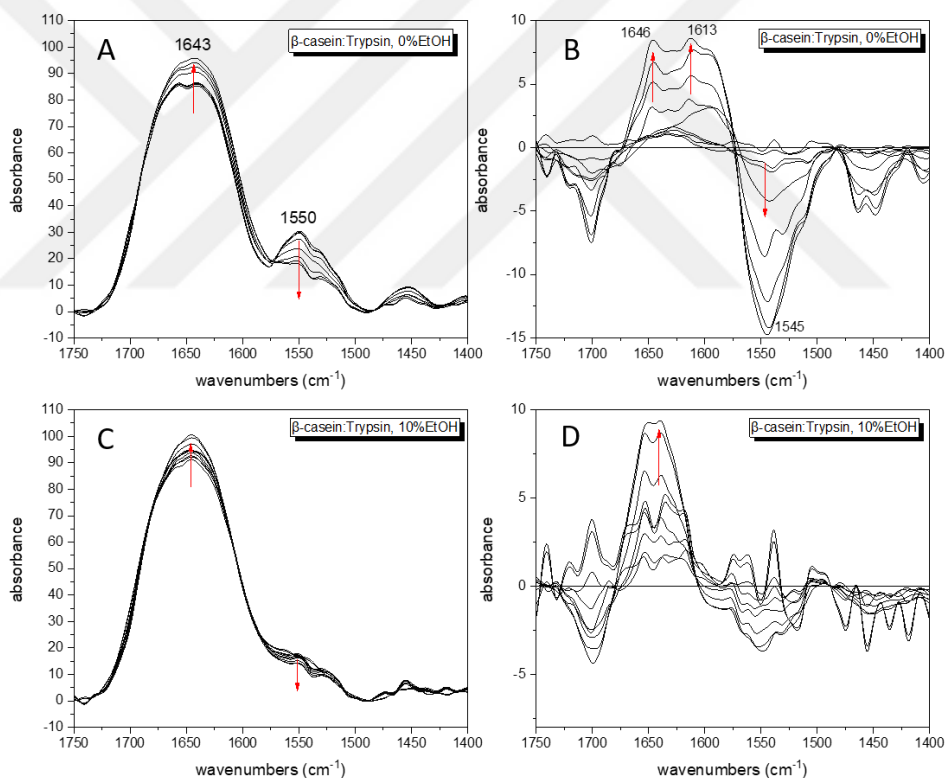 A
1643
1550
β-casein:Trypsin, 0%EtOH
110
100
90
80
70
60
50
40
30
20
10
0
-10
1750 1700 1650 1600 1550 1500 1450 1400
absorbance
wavenumbers (cm⁻¹)
B
1646
1613
1545
β-casein:Trypsin, 0%EtOH
10
5
0
-5
-10
-15
1750 1700 1650 1600 1550 1500 1450 1400
absorbance
wavenumbers (cm⁻¹)
C
β-casein:Trypsin, 10%EtOH
110
100
90
80
70
60
50
40
30
20
10
0
-10
1750 1700 1650 1600 1550 1500 1450 1400
absorbance
wavenumbers (cm⁻¹)
D
β-casein:Trypsin, 10%EtOH
10
5
0
-5
1750 1700 1650 1600 1550 1500 1450 1400
absorbance
wavenumbers (cm⁻¹)